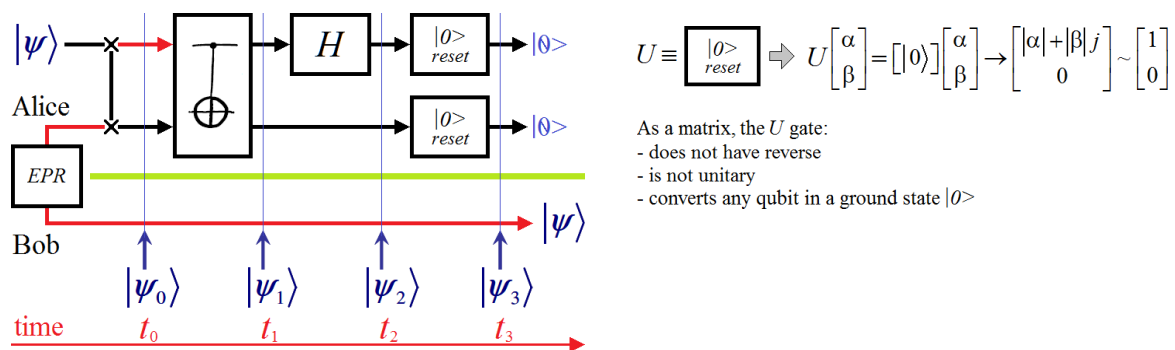 |ψ⟩
H
|0>
reset
|0>
Alice
|0>
reset
|0>
EPR
|ψ⟩
Bob
|ψ₀⟩ |ψ₁⟩ |ψ₂⟩ |ψ₃⟩
time t₀ t₁ t₂ t₃
U ≡ |0> reset ⇨ U[α β] = [|0⟩][α β] → [|α|+|β|j 0] ~ [1 0]
As a matrix, the U gate:
- does not have reverse
- is not unitary
- converts any qubit in a ground state |0>